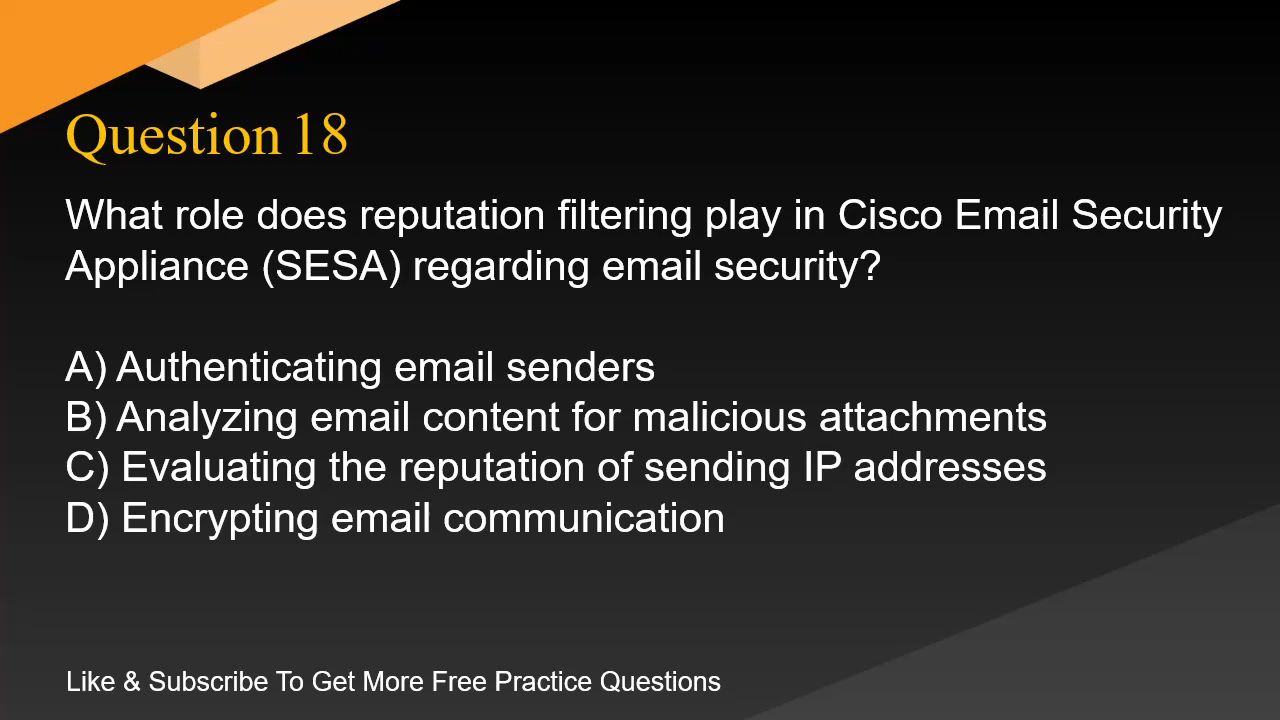 Question 18
What role does reputation filtering play in Cisco Email Security
Appliance (SESA) regarding email security?
A) Authenticating email senders
B) Analyzing email content for malicious attachments
C) Evaluating the reputation of sending IP addresses
D) Encrypting email communication
Like & Subscribe To Get More Free Practice Questions